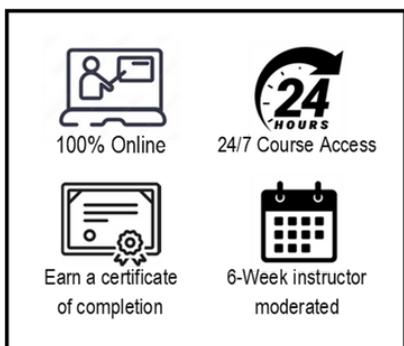 100% Online
24
HOURS
24/7 Course Access
Earn a certificate
of completion
6-Week instructor
moderated